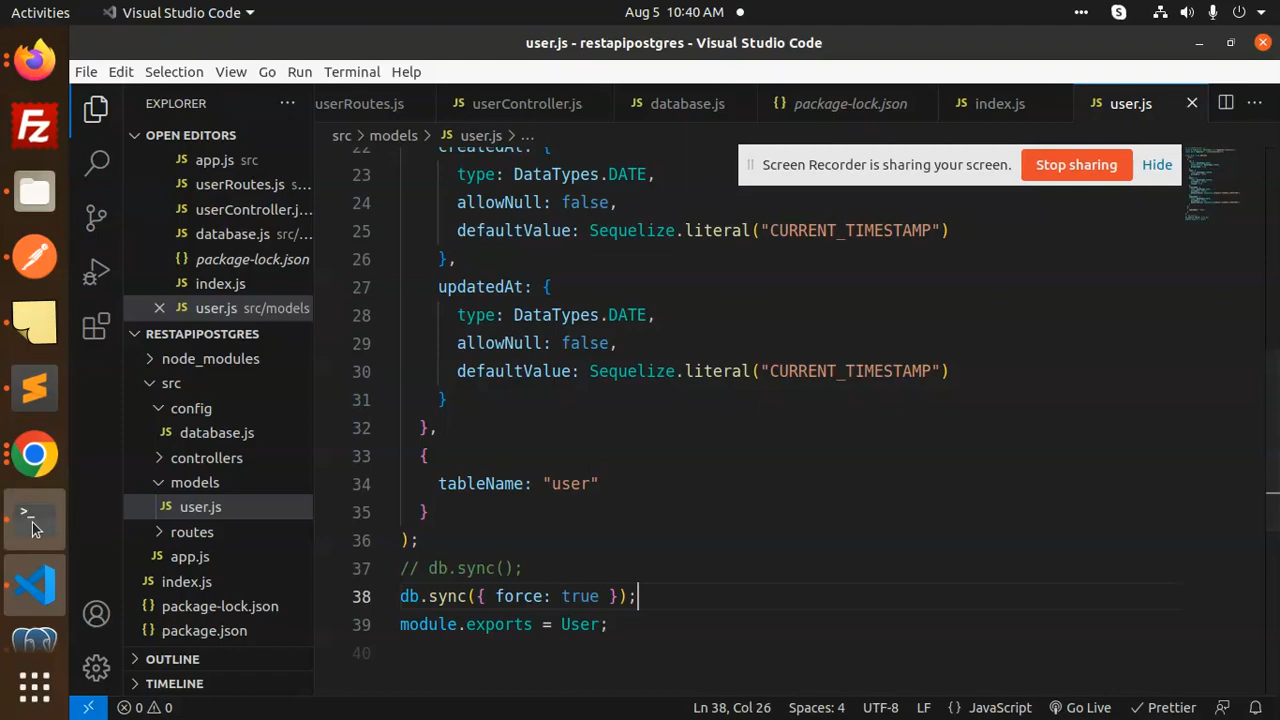 Activities
Visual Studio Code
Aug 5 10:40 AM
user.js - restapipostgres - Visual Studio Code
File Edit Selection View Go Run Terminal Help
EXPLORER
OPEN EDITORS
app.js src
userRoutes.js s...
userController.j...
database.js src/...
package-lock.json
index.js
user.js src/models
RESTAPIPOSTGRES
node_modules
src
config
database.js
controllers
models
user.js
routes
app.js
index.js
package-lock.json
package.json
OUTLINE
TIMELINE
userRoutes.js userController.js database.js package-lock.json index.js user.js
src > models > user.js > ...
Screen Recorder is sharing your screen. Stop sharing Hide
22 createdAt: {
23 type: DataTypes.DATE,
24 allowNull: false,
25 defaultValue: Sequelize.literal("CURRENT_TIMESTAMP")
26 },
27 updatedAt: {
28 type: DataTypes.DATE,
29 allowNull: false,
30 defaultValue: Sequelize.literal("CURRENT_TIMESTAMP")
31 }
32 },
33 {
34 tableName: "user"
35 }
36 );
37 // db.sync();
38 db.sync({ force: true });
39 module.exports = User;
40
0 0 Ln 38, Col 26 Spaces: 4 UTF-8 LF {} JavaScript Go Live Prettier